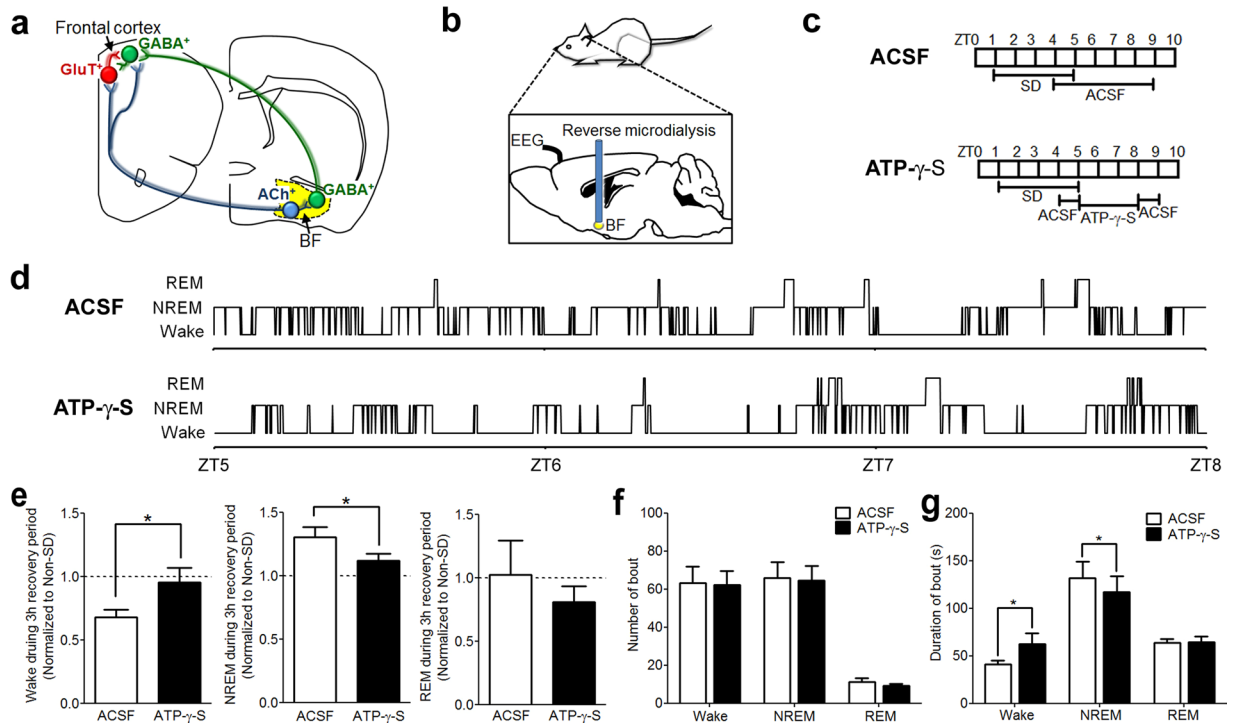 a
Frontal cortex
GABA⁺
GluT⁺
ACh⁺
GABA⁺
BF
b
EEG
Reverse microdialysis
BF
c
ACSF
ZT0 1 2 3 4 5 6 7 8 9 10
SD
ACSF
ATP-γ-S
ZT0 1 2 3 4 5 6 7 8 9 10
SD
ACSF ATP-γ-S ACSF
d
ACSF
REM
NREM
Wake
ATP-γ-S
REM
NREM
Wake
ZT5 ZT6 ZT7 ZT8
e
Wake druing 3h recovery period
(Normalized to Non-SD)
1.5
1.0
0.5
0.0
*
ACSF ATP-γ-S
NREM during 3h recovery period
(Normalized to Non-SD)
1.5
1.0
0.5
0.0
*
ACSF ATP-γ-S
REM during 3h recovery period
(Normalized to Non-SD)
1.5
1.0
0.5
0.0
ACSF ATP-γ-S
f
Number of bout
100
80
60
40
20
0
ACSF
ATP-γ-S
Wake NREM REM
g
Duration of bout (s)
200
150
100
50
0
ACSF
ATP-γ-S
*
*
Wake NREM REM